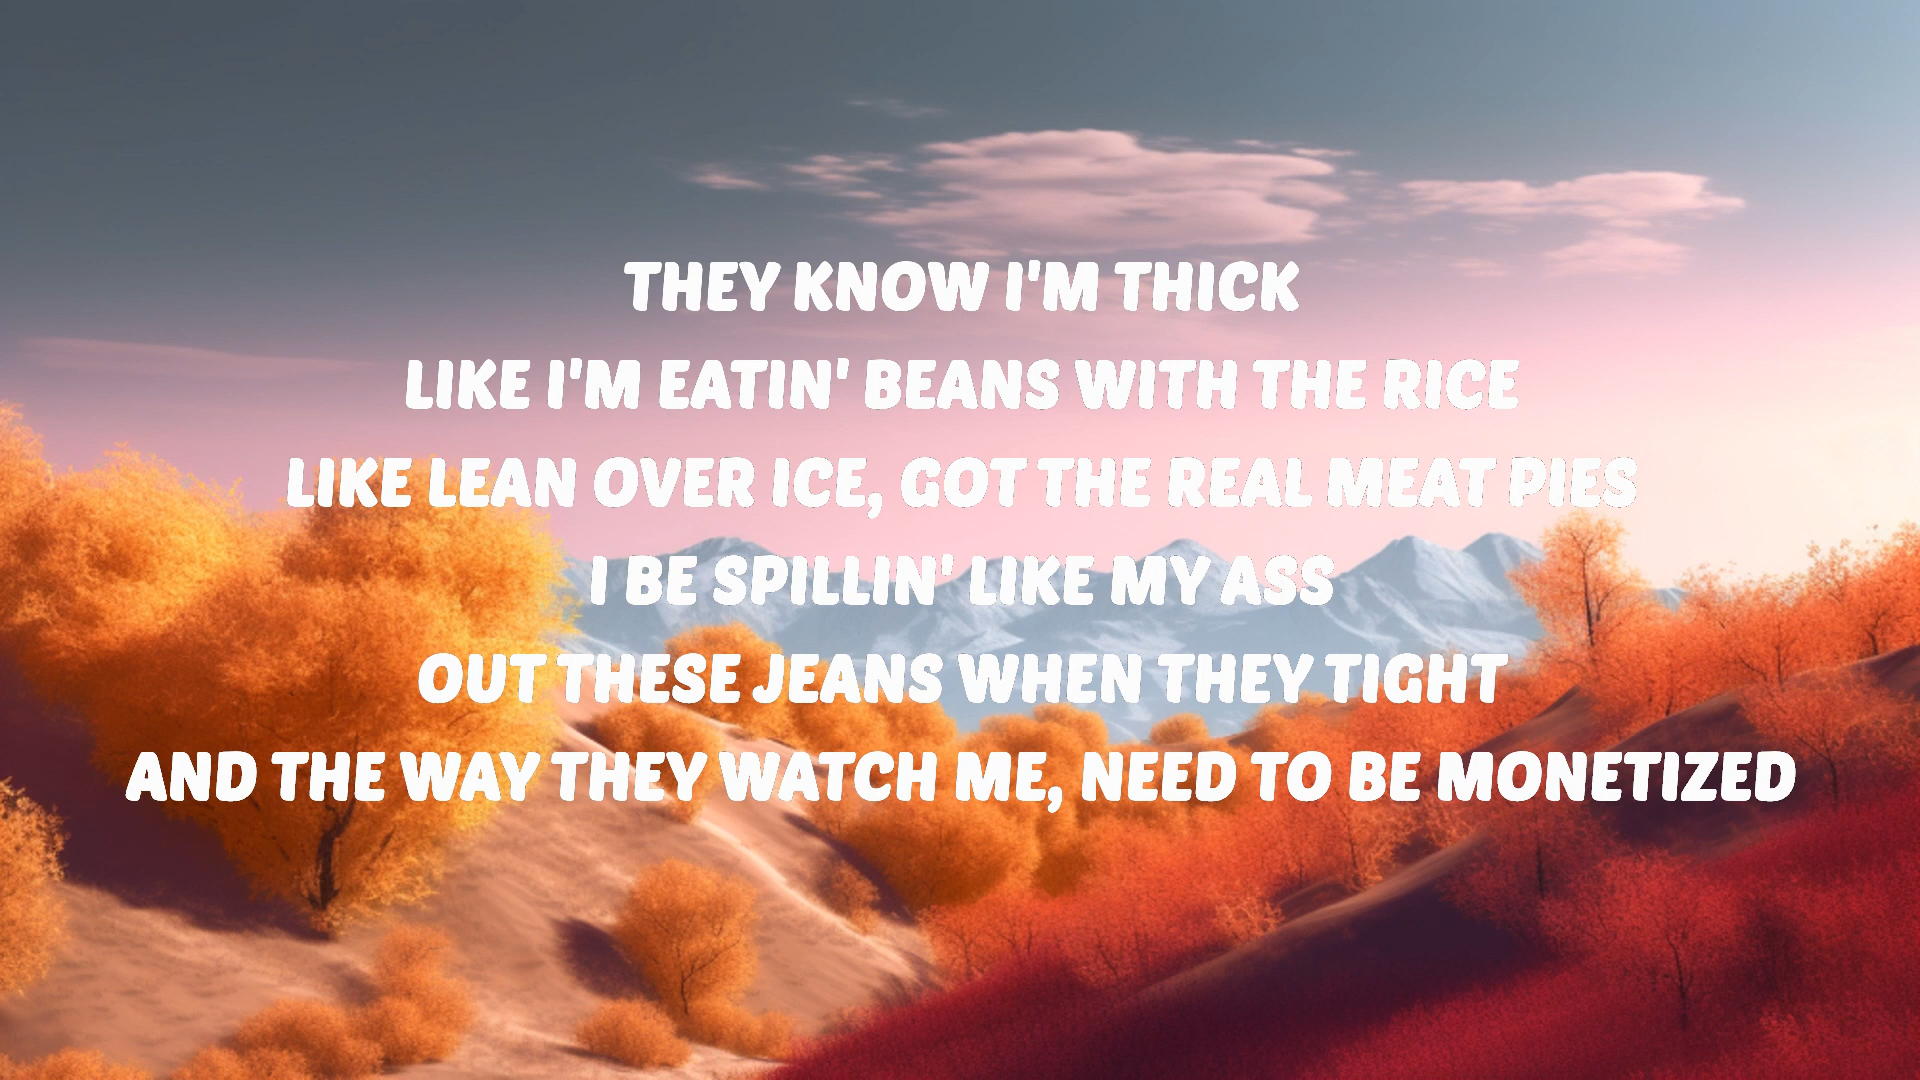 THEY KNOW I'M THICK
LIKE I'M EATIN' BEANS WITH THE RICE
LIKE LEAN OVER ICE, GOT THE REAL MEAT PIES
I BE SPILLIN' LIKE MY ASS
OUT THESE JEANS WHEN THEY TIGHT
AND THE WAY THEY WATCH ME, NEED TO BE MONETIZED